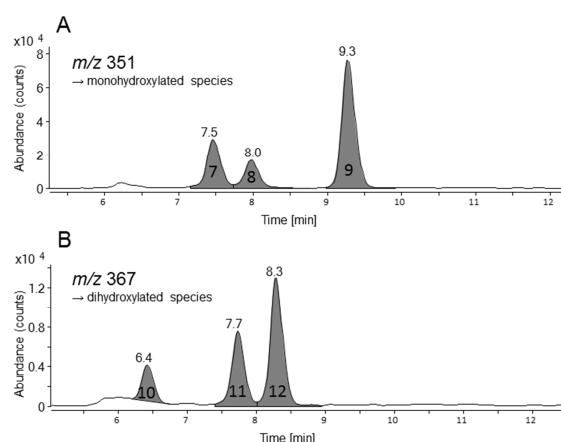 A
x10 4
m/z 351
→ monohydroxylated species
Abundance (counts)
8
6
4
2
0
7.5
8.0
9.3
7
8
9
6 7 8 9 10 11 12
Time [min]
B
x10 4
m/z 367
→ dihydroxylated species
Abundance (counts)
1.2
0.8
0.4
0
6.4
7.7
8.3
10
11
12
6 7 8 9 10 11 12
Time [min]